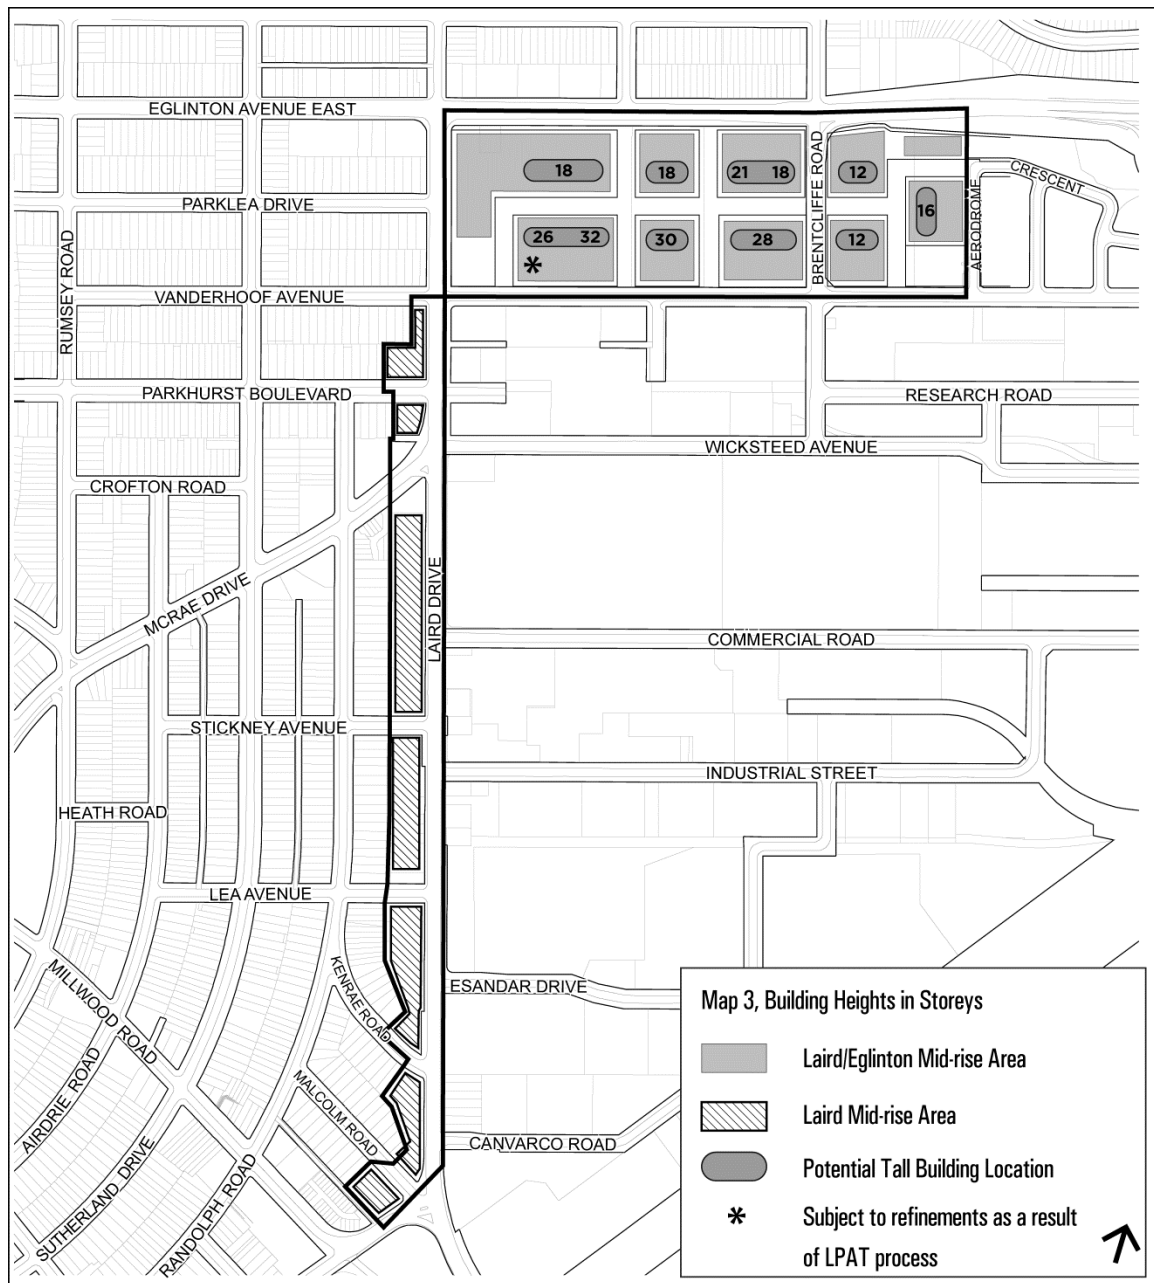 EGLINTON AVENUE EAST
BRENTCLIFFE ROAD
CRESCENT
AERODROME
18
18
21 18
12
16
PARKLEA DRIVE
26 32
30
28
12
*
RUMSEY ROAD
VANDERHOOF AVENUE
PARKHURST BOULEVARD
RESEARCH ROAD
WICKSTEED AVENUE
CROFTON ROAD
MCRAE DRIVE
LAIRD DRIVE
COMMERCIAL ROAD
STICKNEY AVENUE
INDUSTRIAL STREET
HEATH ROAD
LEA AVENUE
KENRAE ROAD
MILLWOOD ROAD
ESANDAR DRIVE
AIRDRIE ROAD
MALCOLM ROAD
SUTHERLAND DRIVE
RANDOLPH ROAD
CANVARCO ROAD
Map 3, Building Heights in Storeys
Laird/Eglinton Mid-rise Area
Laird Mid-rise Area
Potential Tall Building Location
* Subject to refinements as a result
of LPAT process